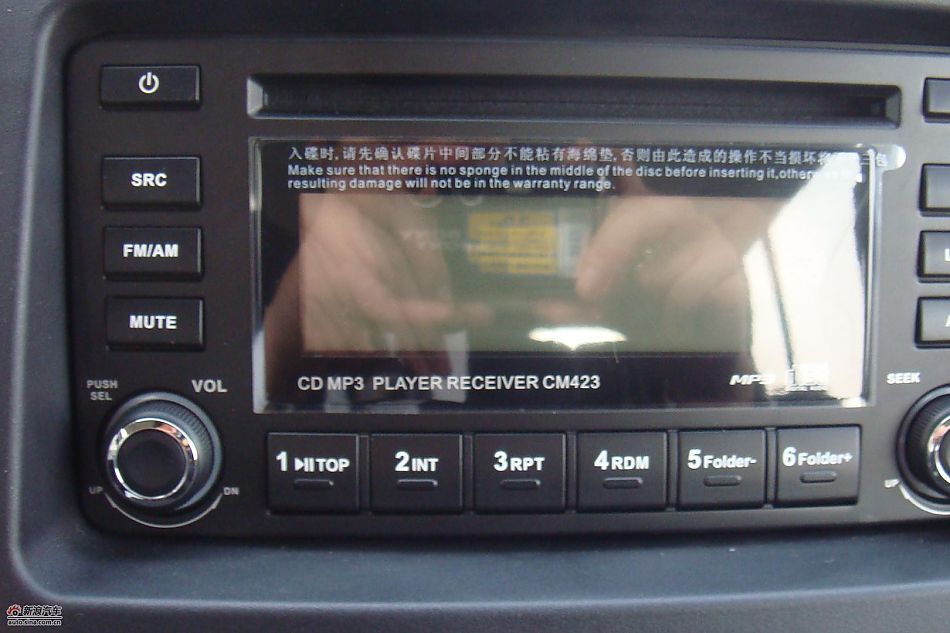 入碟时,请先确认碟片中间部分不能粘有海绵垫,否则由此造成的操作不当损坏将 三包
Make sure that there is no sponge in the middle of the disc before inserting it,
resulting damage will not be in the warranty range.
SRC
FM/AM
MUTE
CD MP3 PLAYER RECEIVER CM423
MP3
PUSH
SEL
VOL
SEEK
UP
DN
1 TOP
2 INT
3 RPT
4 RDM
5 Folder-
6 Folder+
UP
新浪汽车
auto.sina.com.cn